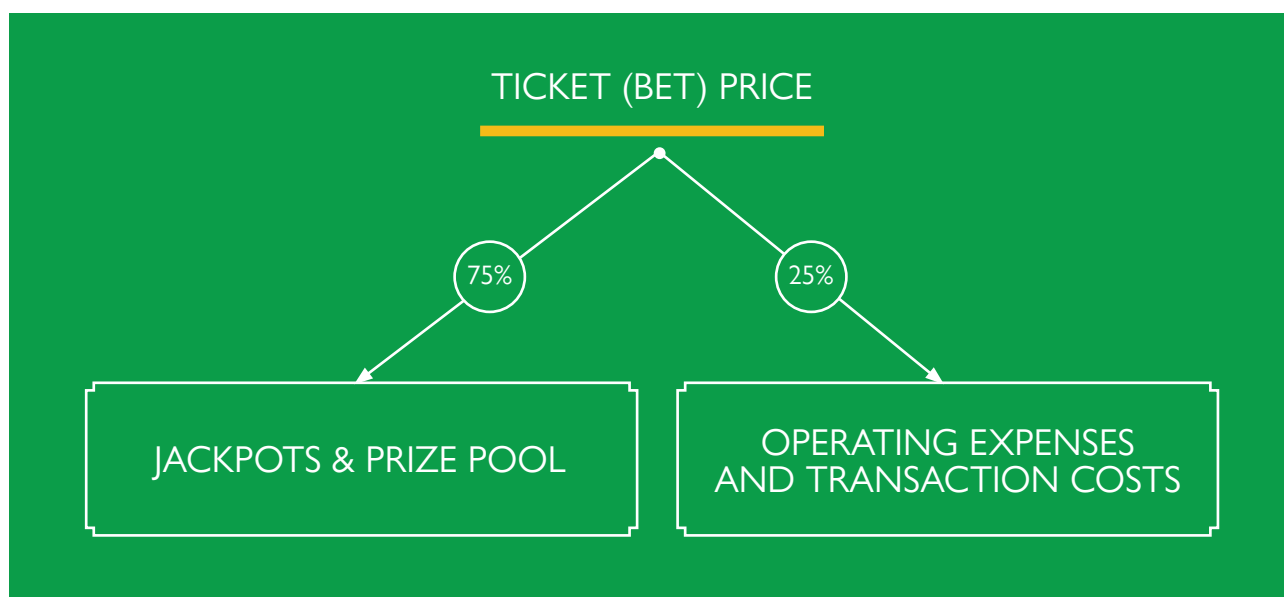 TICKET (BET) PRICE
75%
25%
JACKPOTS & PRIZE POOL
OPERATING EXPENSES
AND TRANSACTION COSTS